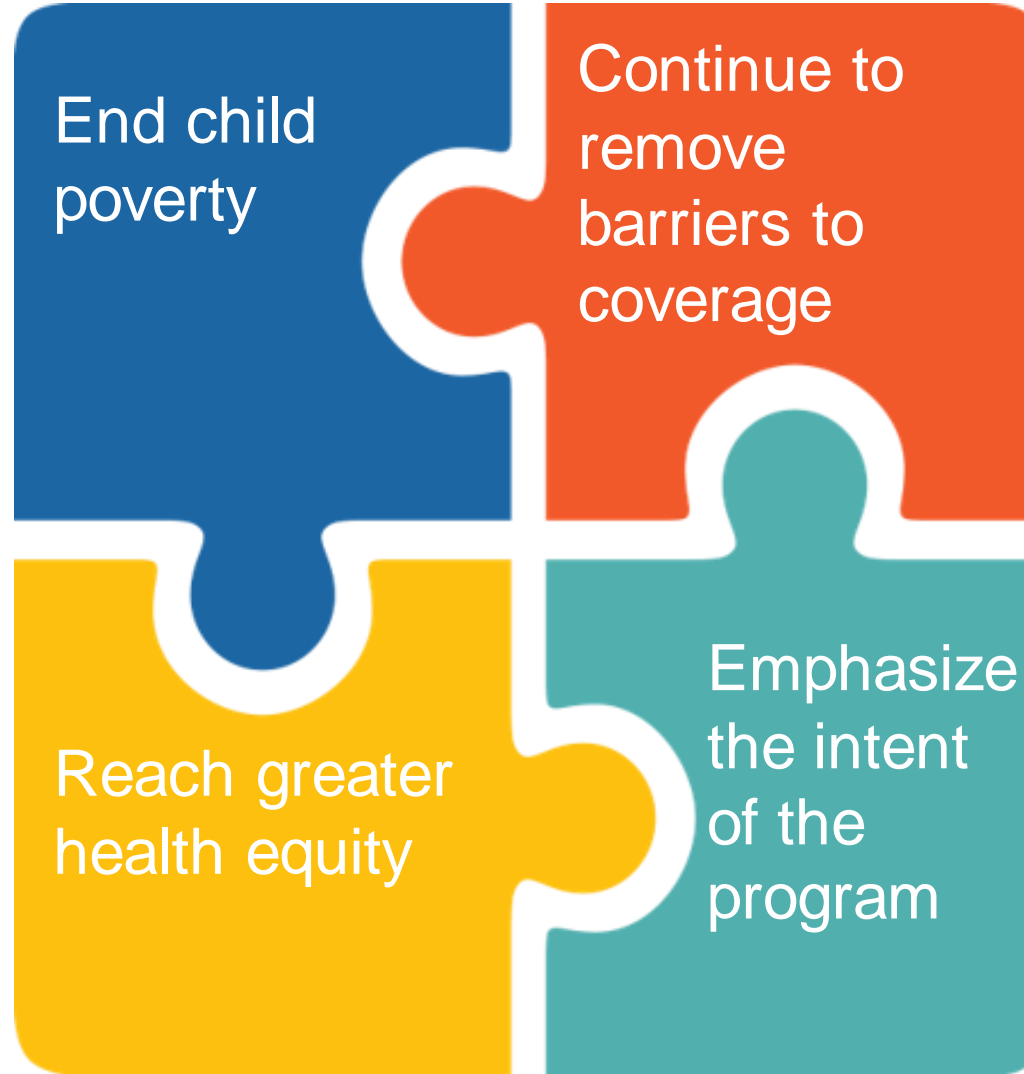 End child
poverty
Continue to
remove
barriers to
coverage
Reach greater
health equity
Emphasize
the intent
of the
program